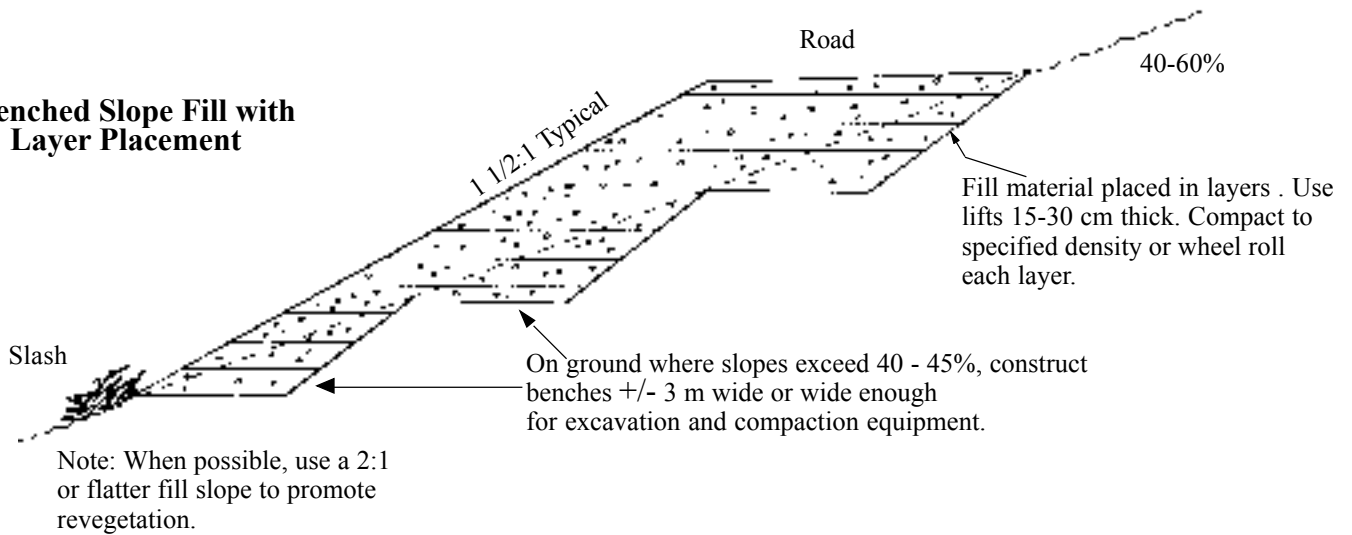 Road
40-60%
enched Slope Fill with
Layer Placement
1 1/2:1 Typical
Fill material placed in layers . Use
lifts 15-30 cm thick. Compact to
specified density or wheel roll
each layer.
Slash
On ground where slopes exceed 40 - 45%, construct
benches +/- 3 m wide or wide enough
for excavation and compaction equipment.
Note: When possible, use a 2:1
or flatter fill slope to promote
revegetation.